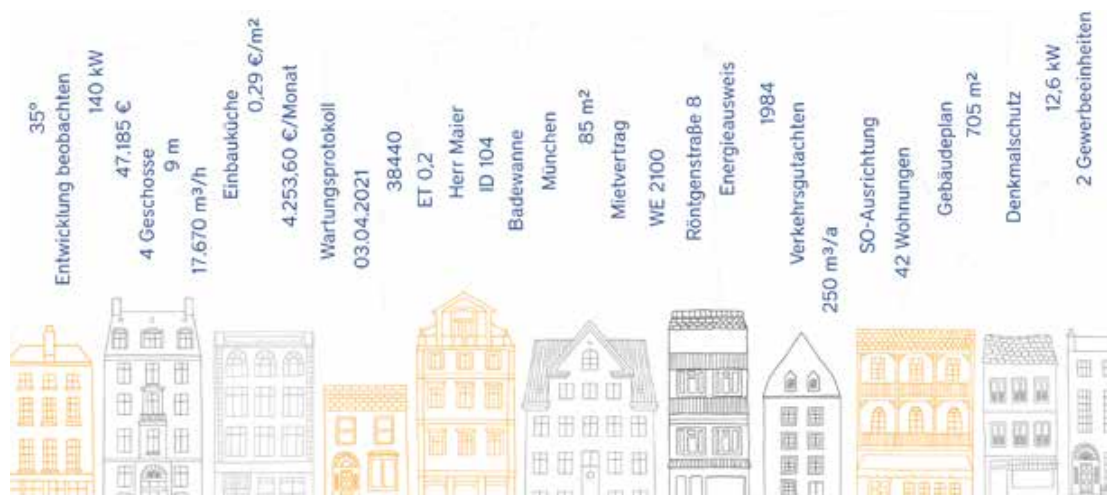 35°
Entwicklung beobachten
140 kW
47.185 €
4 Geschosse
9 m
17.670 m³/h
Einbauküche
0,29 €/m²
4.253,60 €/Monat
Wartungsprotokoll
03.04.2021
38440
ET 0,2
Herr Maier
ID 104
Badewanne
München
85 m²
Mietvertrag
WE 2100
Röntgenstraße 8
Energieausweis
1984
Verkehrsgutachten
250 m³/a
SO-Ausrichtung
42 Wohnungen
Gebäudeplan
705 m²
Denkmalschutz
12,6 kW
2 Gewerbeeinheiten